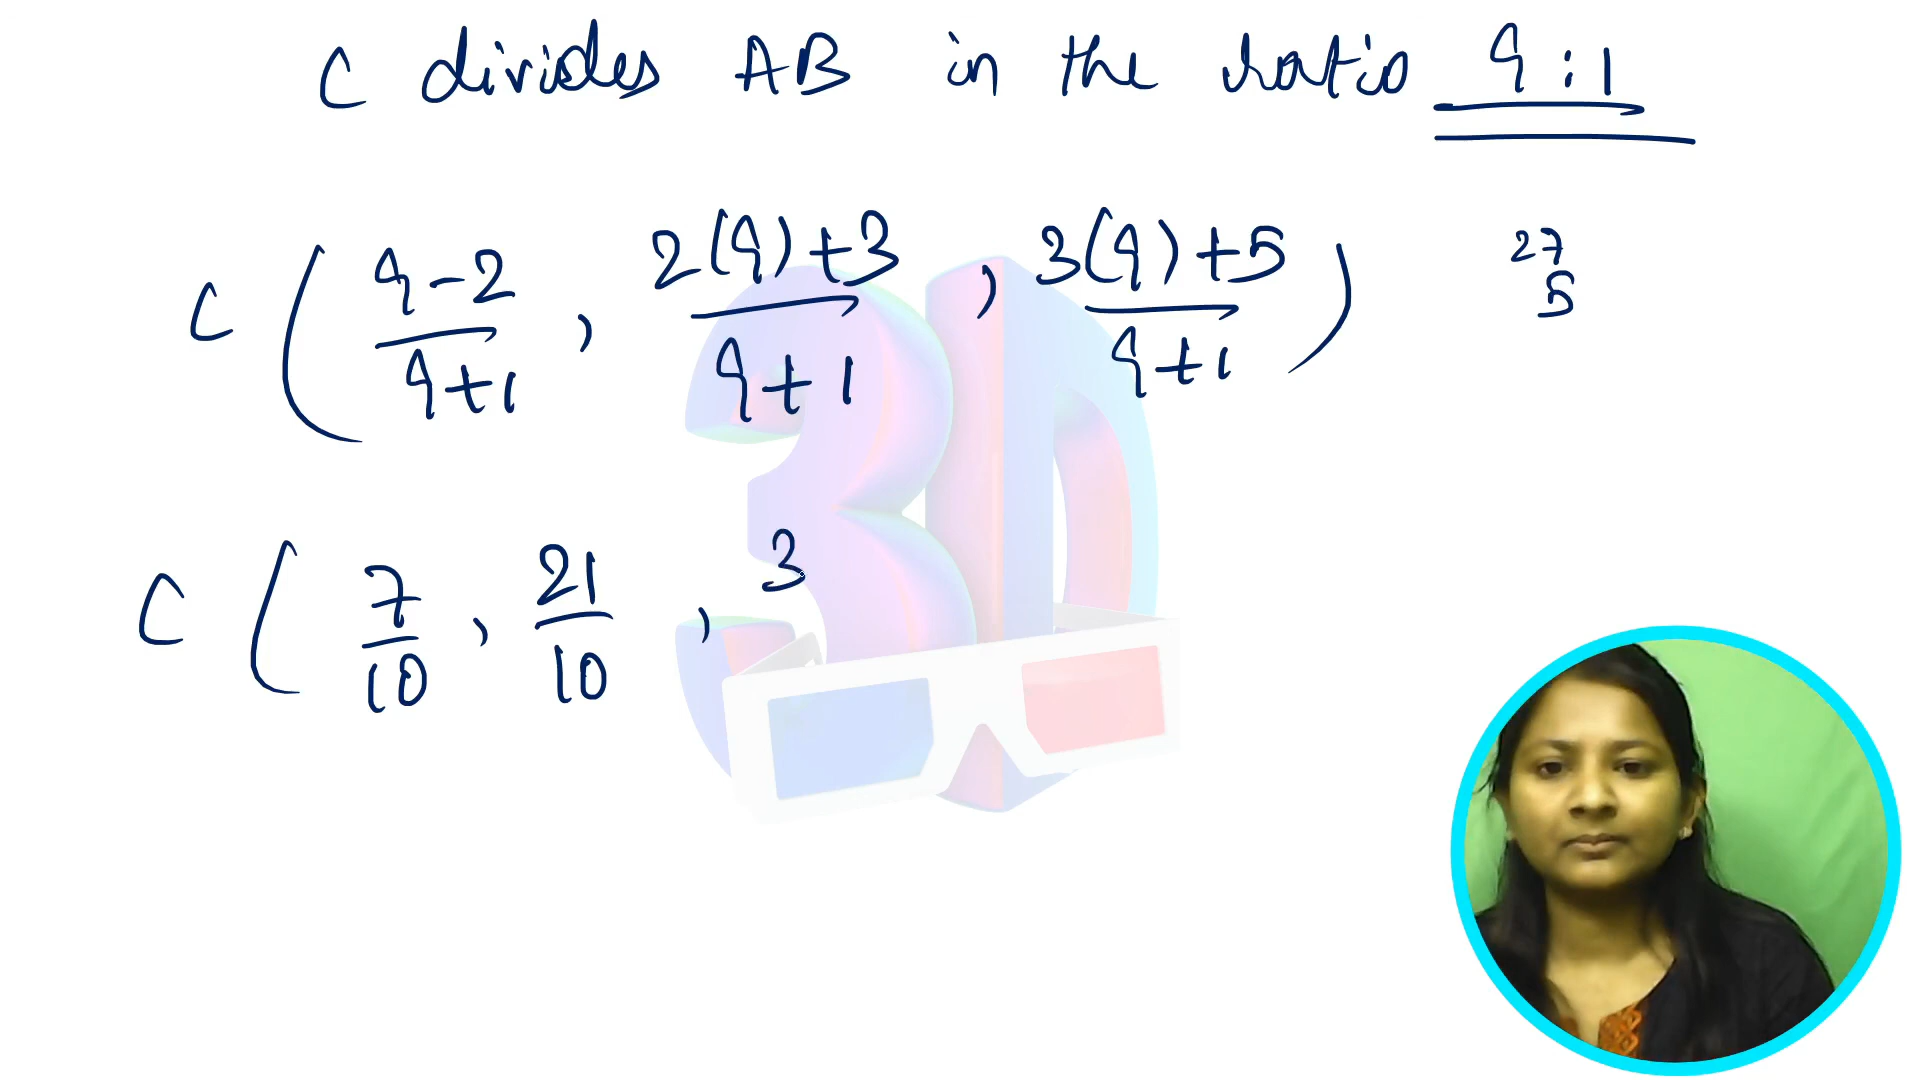 C divides AB in the ratio 9:1
C ( 9-2/9+1 , 2(9)+3/9+1 , 3(9)+5/9+1 )
27
5
C ( 7/10 , 21/10 , 3
3D